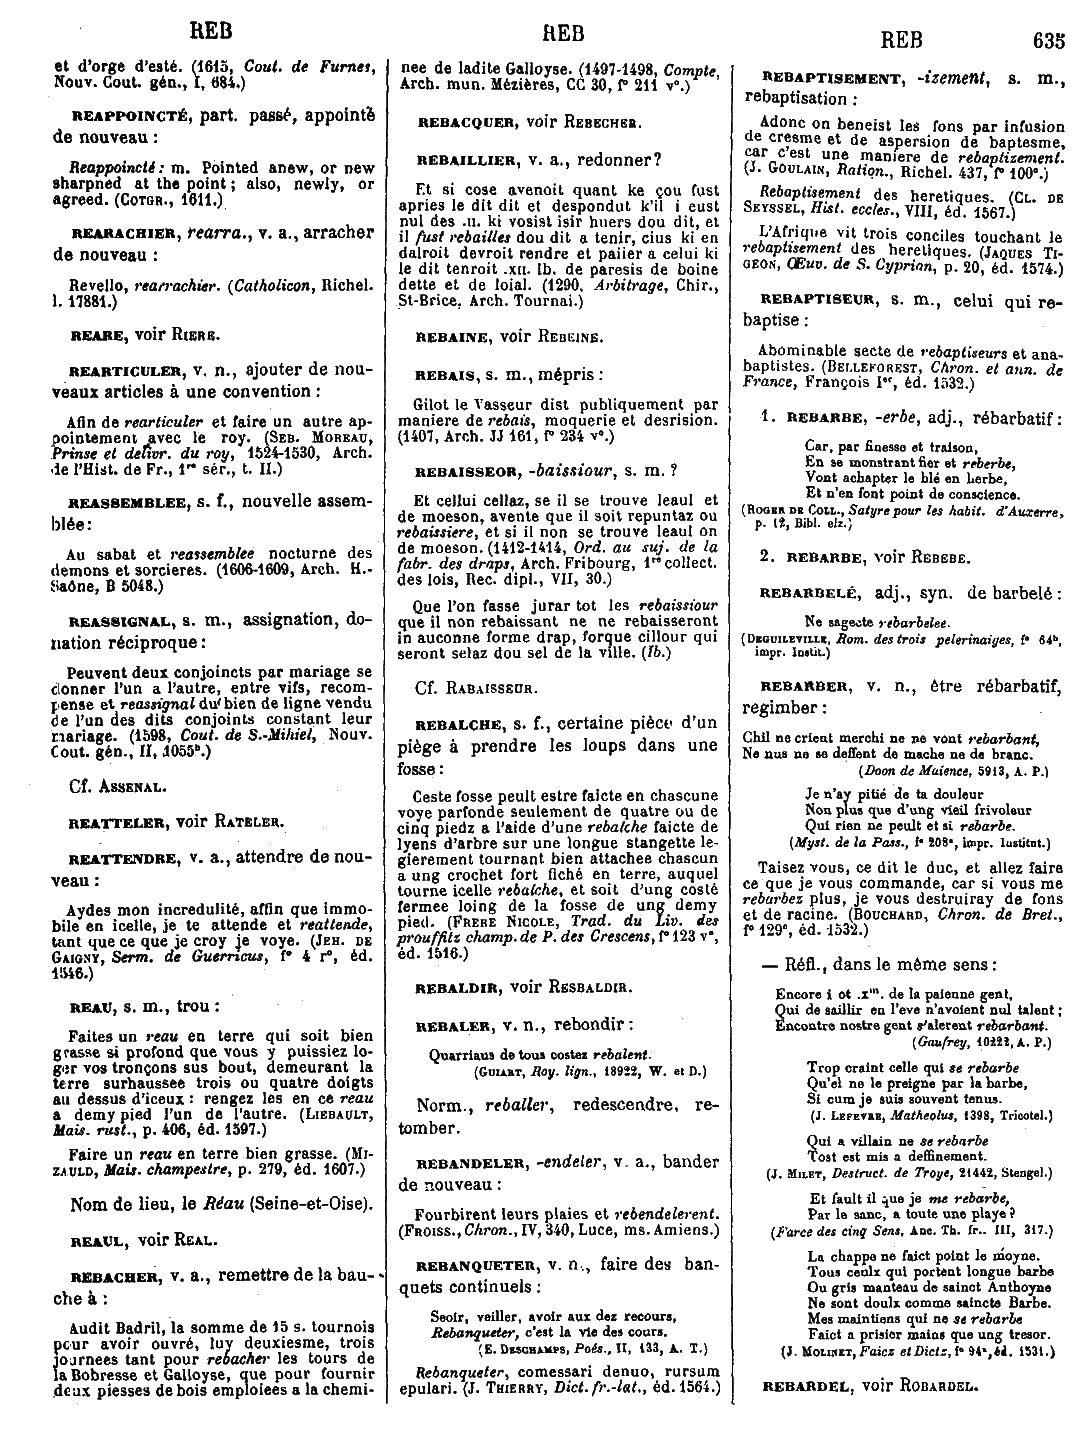 REB
REB
REB 635
et d'orge d'esté. (1615, Cout. de Furnes,
Nouv. Cout. gén., I, 684.)
REAPPOINCTÉ, part. passé, appointé
de nouveau :
Reappoincté : m. Pointed anew, or new
sharpned at the point ; also, newly, or
agreed. (COTGR., 1611.)
REARACHIER, rearra., v. a., arracher
de nouveau :
Revello, rearrachier. (Catholicon, Richel.
l. 17881.)
REARE, voir RIERE.
REARTICULER, v. n., ajouter de nou-
veaux articles à une convention :
Afin de rearticuler et faire un autre ap-
pointement avec le roy. (SEB. MOREAU,
Prinse et delivr. du roy, 1524-1530, Arch.
de l'Hist. de Fr., 1re sér., t. II.)
REASSEMBLEE, s. f., nouvelle assem-
blée :
Au sabat et reassemblee nocturne des
demons et sorcieres. (1606-1609, Arch. H.-
Saône, B 5048.)
REASSIGNAL, s. m., assignation, do-
nation réciproque :
Peuvent deux conjoincts par mariage se
donner l'un a l'autre, entre vifs, recom-
pense et reassignal du bien de ligne vendu
de l'un des dits conjoints constant leur
mariage. (1598, Cout. de S.-Mihiel, Nouv.
Cout. gén., II, 1055b.)
Cf. ASSENAL.
REATTELER, voir RATELER.
REATTENDRE, v. a., attendre de nou-
veau :
Aydes mon incredulité, affin que immo-
bile en icelle, je te attende et reattende,
tant que ce que je croy je voye. (JEH. DE
GAIGNY, Serm. de Guerricus, f° 4 r°, éd.
1546.)
REAU, s. m., trou :
Faites un reau en terre qui soit bien
grasse si profond que vous y puissiez lo-
ger vos tronçons sus bout, demeurant la
terre surhaussee trois ou quatre doigts
au dessus d'iceux : rengez les en ce reau
a demy pied l'un de l'autre. (LIEBAULT,
Mais. rust., p. 406, éd. 1597.)
Faire un reau en terre bien grasse. (MI-
ZAULD, Mais. champestre, p. 279, éd. 1607.)
Nom de lieu, le Réau (Seine-et-Oise).
REAUL, voir REAL.
REBACHER, v. a., remettre de la bau-
che à :
Audit Badril, la somme de 15 s. tournois
pour avoir ouvré, luy deuxiesme, trois
journees tant pour rebacher les tours de
la Bobresse et Galloyse, que pour fournir
deux piesses de bois emploiees a la chemi-
nee de ladite Galloyse. (1497-1498, Compte,
Arch. mun. Mézières, CC 30, f° 211 v°.)
REBACQUER, voir REBECHER.
REBAILLIER, v. a., redonner ?
Et si cose avenoit quant ke çou fust
apries le dit dit et despondut k'il i eust
nul des .II. ki vosist isir huers dou dit, et
il fust rebailles dou dit a tenir, cius ki en
dalroit devroit rendre et paiier a celui ki
le dit tenroit .XII. lb. de paresis de boine
dette et de loial. (1290, Arbitrage, Chir.,
St-Brice, Arch. Tournai.)
REBAINE, voir REBEINE.
REBAIS, s. m., mépris :
Gilot le Vasseur dist publiquement par
maniere de rebais, moquerie et desrision.
(1407, Arch. JJ 161, f° 234 v°.)
REBAISSEOR, -baissiour, s. m. ?
Et cellui cellaz, se il se trouve leaul et
de moeson, avente que il soit repuntaz ou
rebaissiere, et si il non se trouve leaul on
de moeson. (1412-1414, Ord. au suj. de la
fabr. des draps, Arch. Fribourg, 1re collect.
des lois, Rec. dipl., VII, 30.)
Que l'on fasse jurar tot les rebaissiour
que il non rebaissant ne ne rebaisseront
in auconne forme drap, forque cillour qui
seront selaz dou sel de la ville. (Ib.)
Cf. RABAISSEUR.
REBALCHE, s. f., certaine pièce d'un
piège à prendre les loups dans une
fosse :
Ceste fosse peult estre faicte en chascune
voye parfonde seulement de quatre ou de
cinq piedz a l'aide d'une rebalche faicte de
lyens d'arbre sur une longue stangette le-
gierement tournant bien attachee chascun
a ung crochet fort fiché en terre, auquel
tourne icelle rebalche, et soit d'ung costé
fermee loing de la fosse de ung demy
pied. (FRERE NICOLE, Trad. du Liv. des
prouffitz champ. de P. des Crescens, f° 123 v°,
éd. 1516.)
REBALDIR, voir RESBALDIR.
REBALER, v. n., rebondir :
Quarriaus de tous costez rebalent.
(GUIART, Roy. lign., 18922, W. et D.)
Norm., reballer, redescendre, re-
tomber.
REBANDELER, -endeler, v. a., bander
de nouveau :
Fourbirent leurs plaies et rebendelerent.
(FROISS., Chron., IV, 340, Luce, ms. Amiens.)
REBANQUETER, v. n., faire des ban-
quets continuels :
Seoir, veiller, avoir aux dez recours,
Rebanqueter, c'est la vie des cours.
(E. DESCHAMPS, Poés., II, 133, A. T.)
Rebanqueter, comessari denuo, rursum
epulari. (J. THIERRY, Dict. fr.-lat., éd. 1564.)
REBAPTISEMENT, -izement, s. m.,
rebaptisation :
Adonc on beneist les fons par infusion
de cresme et de aspersion de baptesme,
car c'est une maniere de rebaptizement.
(J. GOULAIN, Ration., Richel. 437, f° 100a.)
Rebaptisement des heretiques. (CL. DE
SEYSSEL, Hist. eccles., VIII, éd. 1567.)
L'Afrique vit trois conciles touchant le
rebaptisement des heretiques. (JAQUES TI-
GEON, Œuv. de S. Cyprian, p. 20, éd. 1574.)
REBAPTISEUR, s. m., celui qui re-
baptise :
Abominable secte de rebaptiseurs et ana-
baptistes. (BELLEFOREST, Chron. et ann. de
France, François Ier, éd. 1532.)
1. REBARBE, -erbe, adj., rébarbatif :
Car, par finesse et traison,
En se monstrant fier et reberbe,
Vont achapter le blé en herbe,
Et n'en font point de conscience.
(ROGER DE COLL., Satyre pour les habit. d'Auxerre,
p. 12, Bibl. elz.)
2. REBARBE, voir REBEBE.
REBARBELÉ, adj., syn. de barbelé :
Ne sagecte rebarbelee.
(DEGUILEVILLE, Rom. des trois pelerinaiges, f° 64b,
impr. Instit.)
REBARBER, v. n., être rébarbatif,
regimber :
Chil ne crient merchi ne ne vont rebarbant,
Ne nus ne se deffent de mache ne de branc.
(Doon de Maience, 5913, A. P.)
Je n'ay pitié de ta douleur
Non plus que d'ung vieil frivoleur
Qui rien ne peult et si rebarbe.
(Myst. de la Pass., f° 208a, impr. Institut.)
Taisez vous, ce dit le duc, et allez faire
ce que je vous commande, car si vous me
rebarbez plus, je vous destruiray de fons
et de racine. (BOUCHARD, Chron. de Bret.,
f° 129a, éd. 1532.)
— Réfl., dans le même sens :
Encore i ot .xm. de la paienne gent,
Qui de saillir en l'eve n'avoient nul talent ;
Encontre nostre gent s'alerent rebarbant.
(Gaufrey, 10222, A. P.)
Trop craint celle qui se rebarbe
Qu'el ne le preigne par la barbe,
Si cum je suis souvent tenus.
(J. LEFEVRE, Matheolus, 1398, Tricotel.)
Qui a villain ne se rebarbe
Tost est mis a deffinement.
(J. MILET, Destruct. de Troye, 21442, Stengel.)
Et fault il que je me rebarbe,
Par le sanc, a toute une playe ?
(Farce des cinq Sens, Anc. Th. fr., III, 317.)
La chappe ne faict point le moyne.
Tous ceulx qui portent longue barbe
Ou gris manteau de sainct Anthoyne
Ne sont doulx comme saincte Barbe.
Mes maintiens qui ne se rebarbe
Faict a prisier mains que ung tresor.
(J. MOLINET, Faicz et Dictz, f° 94a, éd. 1531.)
REBARDEL, voir ROBARDEL.